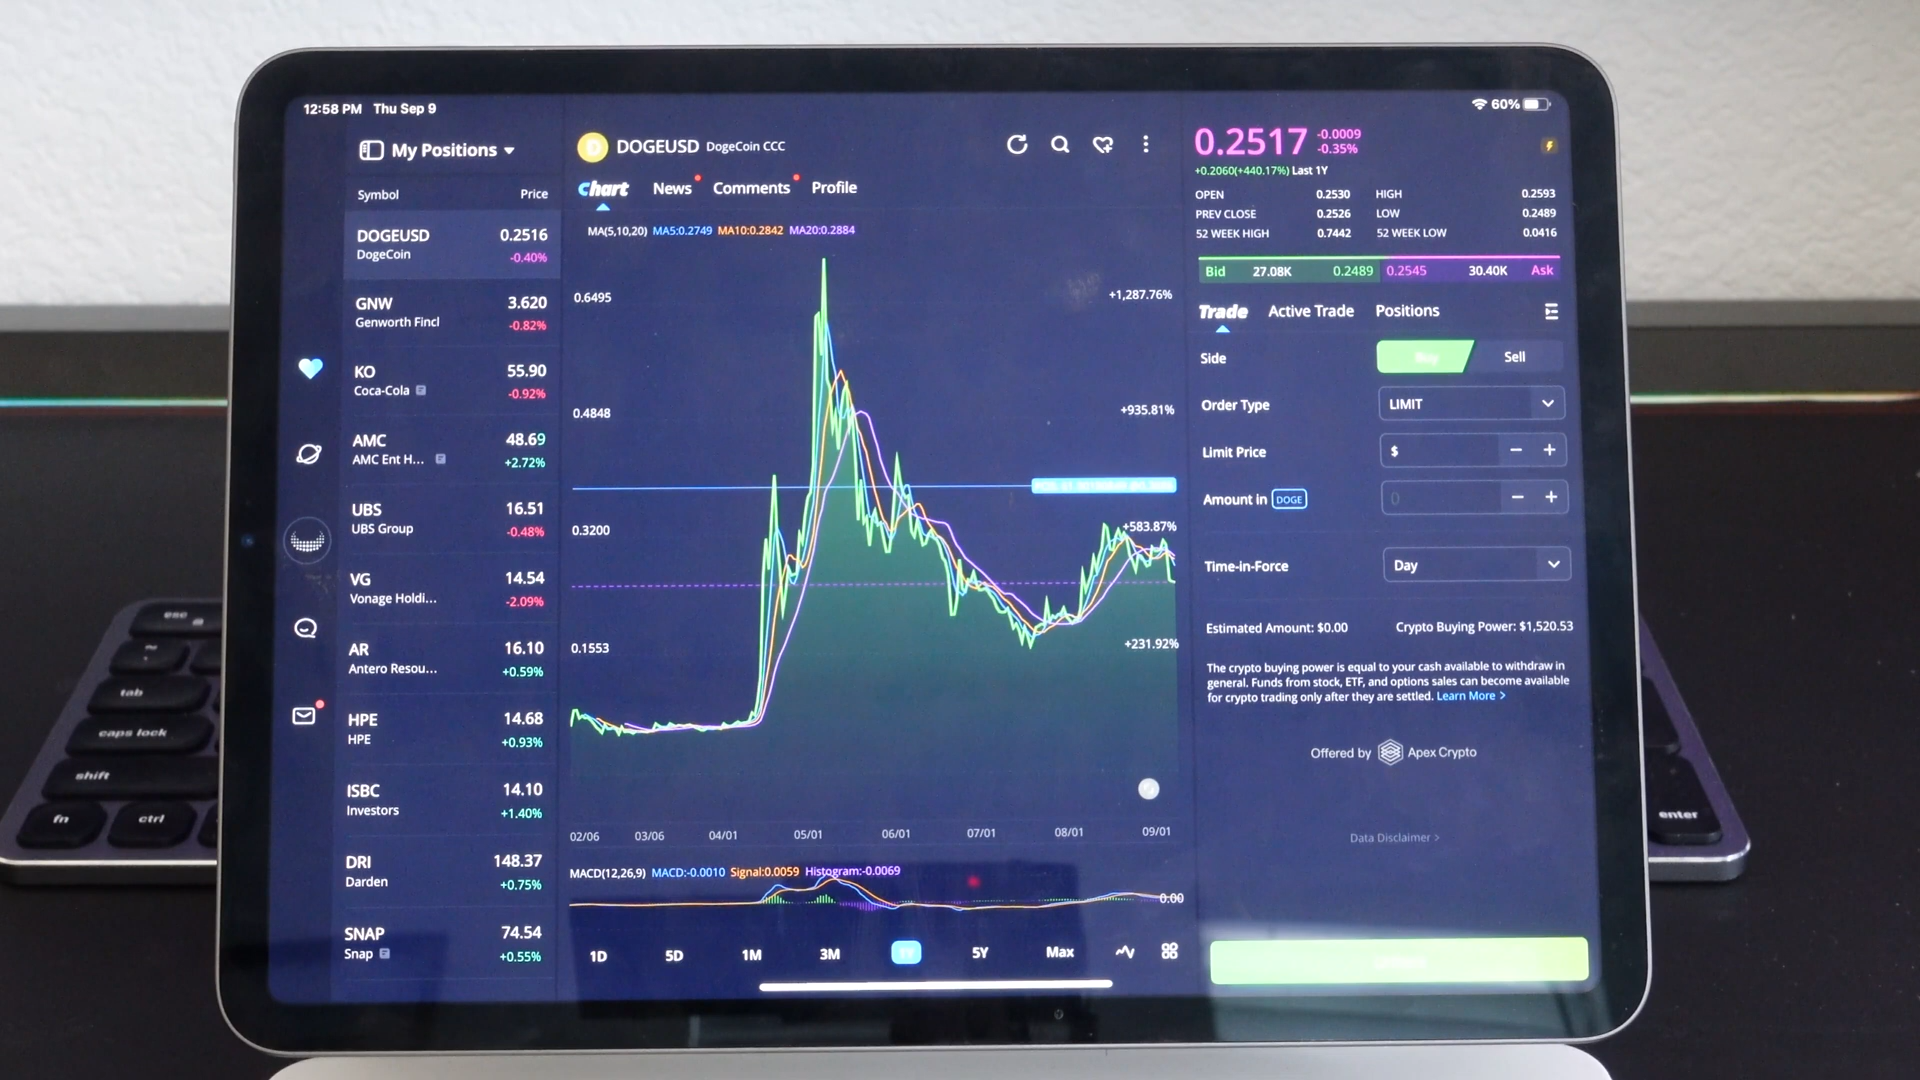 12:58 PM Thu Sep 9
60%
My Positions
Symbol Price
DOGEUSD 0.2516
DogeCoin -0.40%
GNW 3.620
Genworth Fincl -0.82%
KO 55.90
Coca-Cola -0.92%
AMC 48.69
AMC Ent H... +2.72%
UBS 16.51
UBS Group -0.48%
VG 14.54
Vonage Holdi... -2.09%
AR 16.10
Antero Resou... +0.59%
HPE 14.68
HPE +0.93%
ISBC 14.10
Investors +1.40%
DRI 148.37
Darden +0.75%
SNAP 74.54
Snap +0.55%
DOGEUSD DogeCoin CCC
Chart News Comments Profile
MA(5,10,20) MA5:0.2749 MA10:0.2842 MA20:0.2884
0.6495 +1,287.76%
0.4848 +935.81%
0.3200 +583.87%
0.1553 +231.92%
02/06 03/06 04/01 05/01 06/01 07/01 08/01 09/01
MACD(12,26,9) MACD:-0.0010 Signal:0.0059 Histogram:-0.0069
0.00
1D 5D 1M 3M 5Y Max
0.2517 -0.0009
-0.35%
+0.2060(+440.17%) Last 1Y
OPEN 0.2530 HIGH 0.2593
PREV CLOSE 0.2526 LOW 0.2489
52 WEEK HIGH 0.7442 52 WEEK LOW 0.0416
Bid 27.08K 0.2489 0.2545 30.40K Ask
Trade Active Trade Positions
Side Buy Sell
Order Type LIMIT
Limit Price $ − +
Amount in DOGE 0 − +
Time-in-Force Day
Estimated Amount: $0.00 Crypto Buying Power: $1,520.53
The crypto buying power is equal to your cash available to withdraw in
general. Funds from stock, ETF, and options sales can become available
for crypto trading only after they are settled. Learn More >
Offered by Apex Crypto
Data Disclaimer >
esc
~
tab
caps lock
shift
fn ctrl
enter